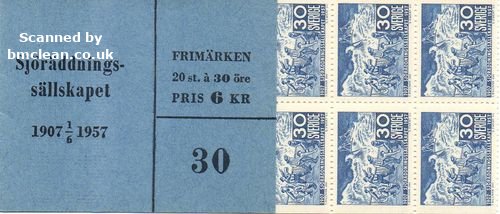 Scanned by
bmclean.co.uk
Sjöräddnings-
sällskapet
1907 1/6 1957
FRIMÄRKEN
20 st. à 30 öre
PRIS 6 KR
30
30 SVERIGE
30 SVERIGE
30 SVERIGE
30 SVERIGE
30 SVERIGE
30 SVERIGE